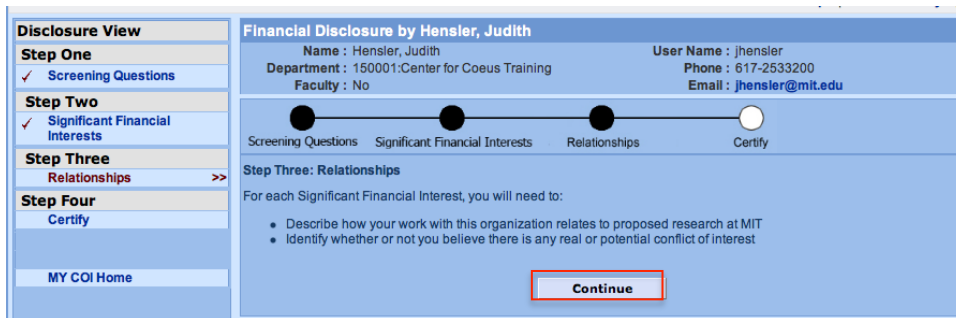 Disclosure View
Step One
Screening Questions
Step Two
Significant Financial
Interests
Step Three
Relationships >>
Step Four
Certify
MY COI Home
Financial Disclosure by Hensler, Judith
Name : Hensler, Judith User Name : jhensler
Department : 150001:Center for Coeus Training Phone : 617-2533200
Faculty : No Email : jhensler@mit.edu
Screening Questions Significant Financial Interests Relationships Certify
Step Three: Relationships
For each Significant Financial Interest, you will need to:
• Describe how your work with this organization relates to proposed research at MIT
• Identify whether or not you believe there is any real or potential conflict of interest
Continue